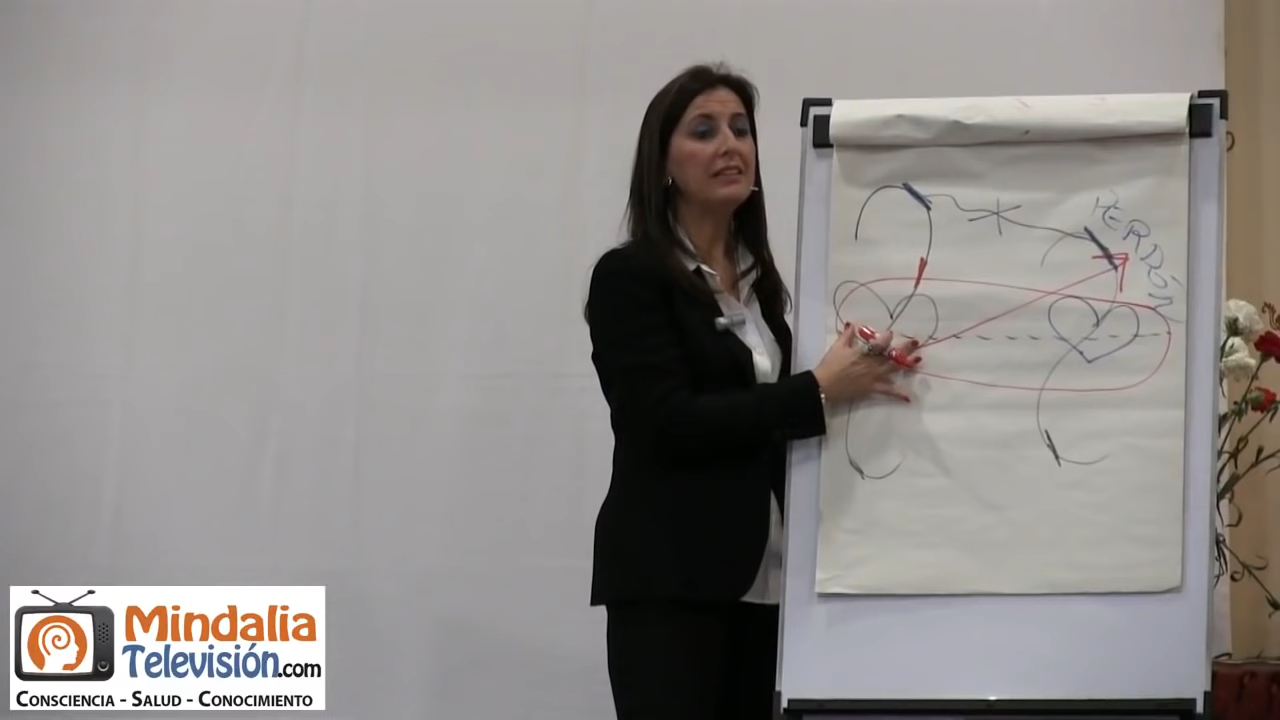 PERDÓN
Mindalia
Televisión.com
CONSCIENCIA - SALUD - CONOCIMIENTO